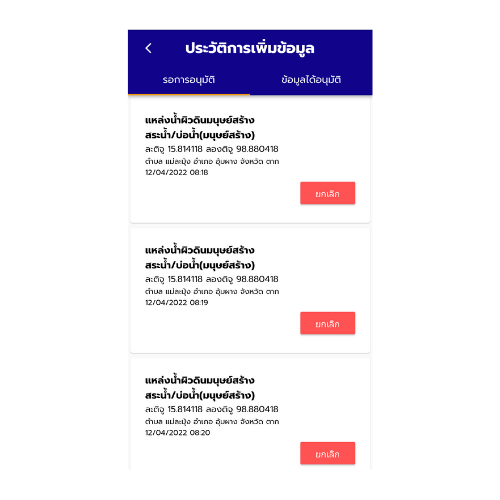 ประวัติการเพิ่มข้อมูล
รอการอนุมัติ
ข้อมูลได้อนุมัติ
แหล่งน้ำผิวดินมนุษย์สร้าง
สระน้ำ/บ่อน้ำ(มนุษย์สร้าง)
ละติจู 15.814118 ลองติจู 98.880418
ตำบล แม่ละมุ้ง อำเภอ อุ้มผาง จังหวัด ตาก
12/04/2022 08:18
ยกเลิก
แหล่งน้ำผิวดินมนุษย์สร้าง
สระน้ำ/บ่อน้ำ(มนุษย์สร้าง)
ละติจู 15.814118 ลองติจู 98.880418
ตำบล แม่ละมุ้ง อำเภอ อุ้มผาง จังหวัด ตาก
12/04/2022 08:19
ยกเลิก
แหล่งน้ำผิวดินมนุษย์สร้าง
สระน้ำ/บ่อน้ำ(มนุษย์สร้าง)
ละติจู 15.814118 ลองติจู 98.880418
ตำบล แม่ละมุ้ง อำเภอ อุ้มผาง จังหวัด ตาก
12/04/2022 08:20
ยกเลิก